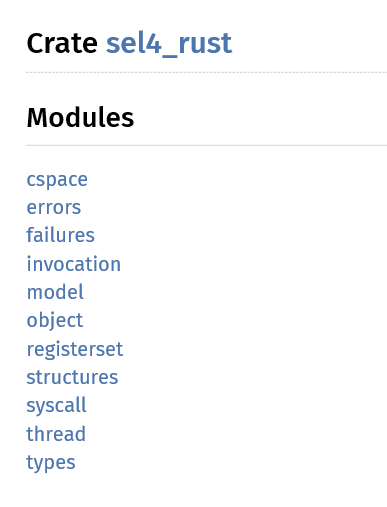 Crate sel4_rust
Modules
cspace
errors
failures
invocation
model
object
registerset
structures
syscall
thread
types